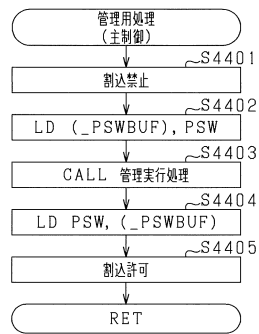 管理用処理
(主制御)
S4401
割込禁止
S4402
LD (_PSWBUF), PSW
S4403
CALL 管理実行処理
S4404
LD PSW, (_PSWBUF)
S4405
割込許可
RET